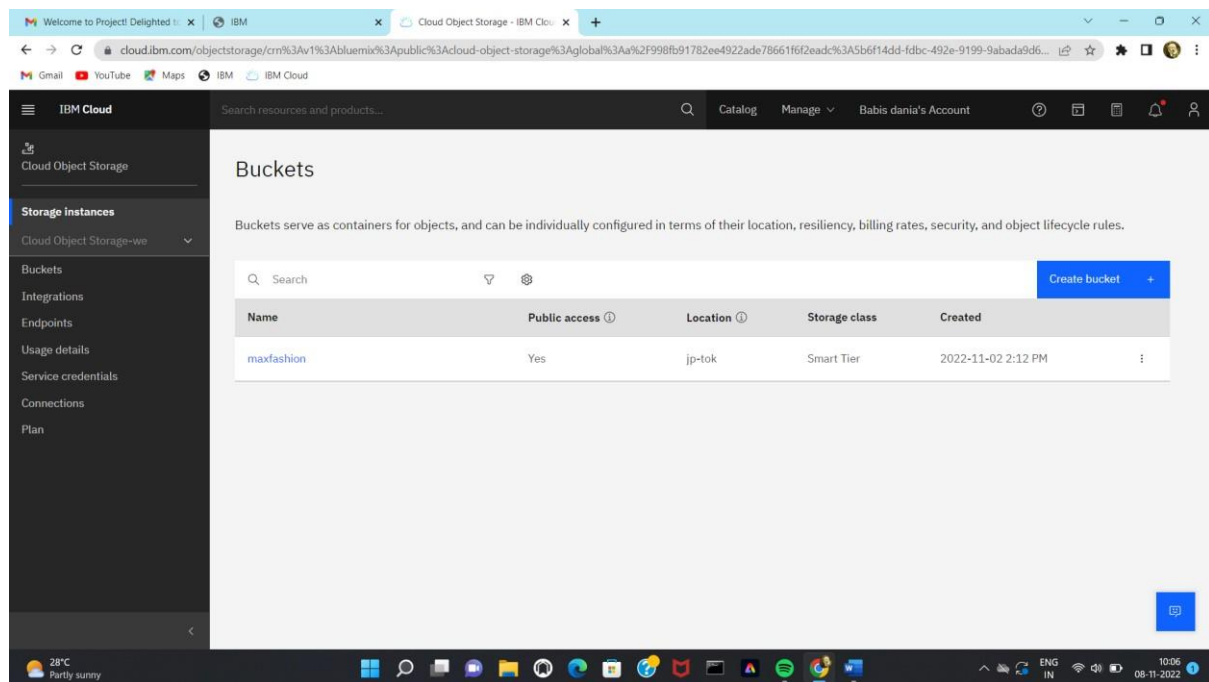 Welcome to Project! Delighted t
IBM
Cloud Object Storage - IBM Clou
cloud.ibm.com/objectstorage/crn%3Av1%3Abluemix%3Apublic%3Acloud-object-storage%3Aglobal%3Aa%2F998fb91782ee4922ade78661f6f2eadc%3A5b6f14dd-fdbc-492e-9199-9abada9d6...
Gmail YouTube Maps IBM IBM Cloud
IBM Cloud Search resources and products... Catalog Manage Babis dania's Account
Cloud Object Storage
Storage instances
Cloud Object Storage-we
Buckets
Integrations
Endpoints
Usage details
Service credentials
Connections
Plan
Buckets
Buckets serve as containers for objects, and can be individually configured in terms of their location, resiliency, billing rates, security, and object lifecycle rules.
Search Create bucket +
Name Public access Location Storage class Created
maxfashion Yes jp-tok Smart Tier 2022-11-02 2:12 PM
28°C
Partly sunny
ENG
IN
10:06
08-11-2022
1